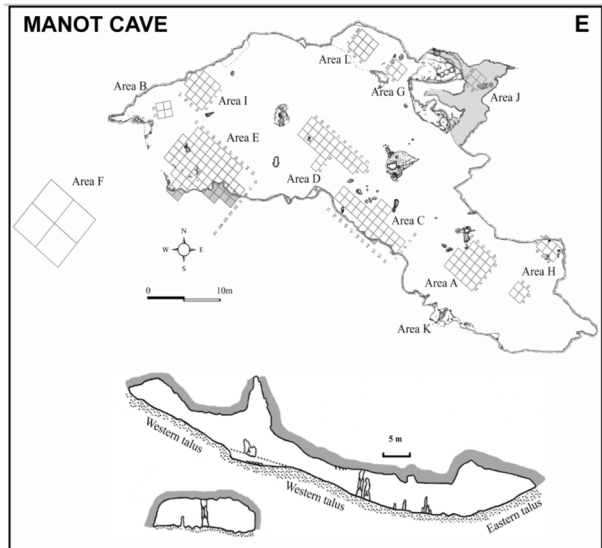 MANOT CAVE
E
Area L
Area B
Area I
Area G
Area J
Area E
Area F
Area D
Area C
N
W E
S
Area H
0 10m
Area A
Area K
Western talus
5 m
Western talus
Eastern talus